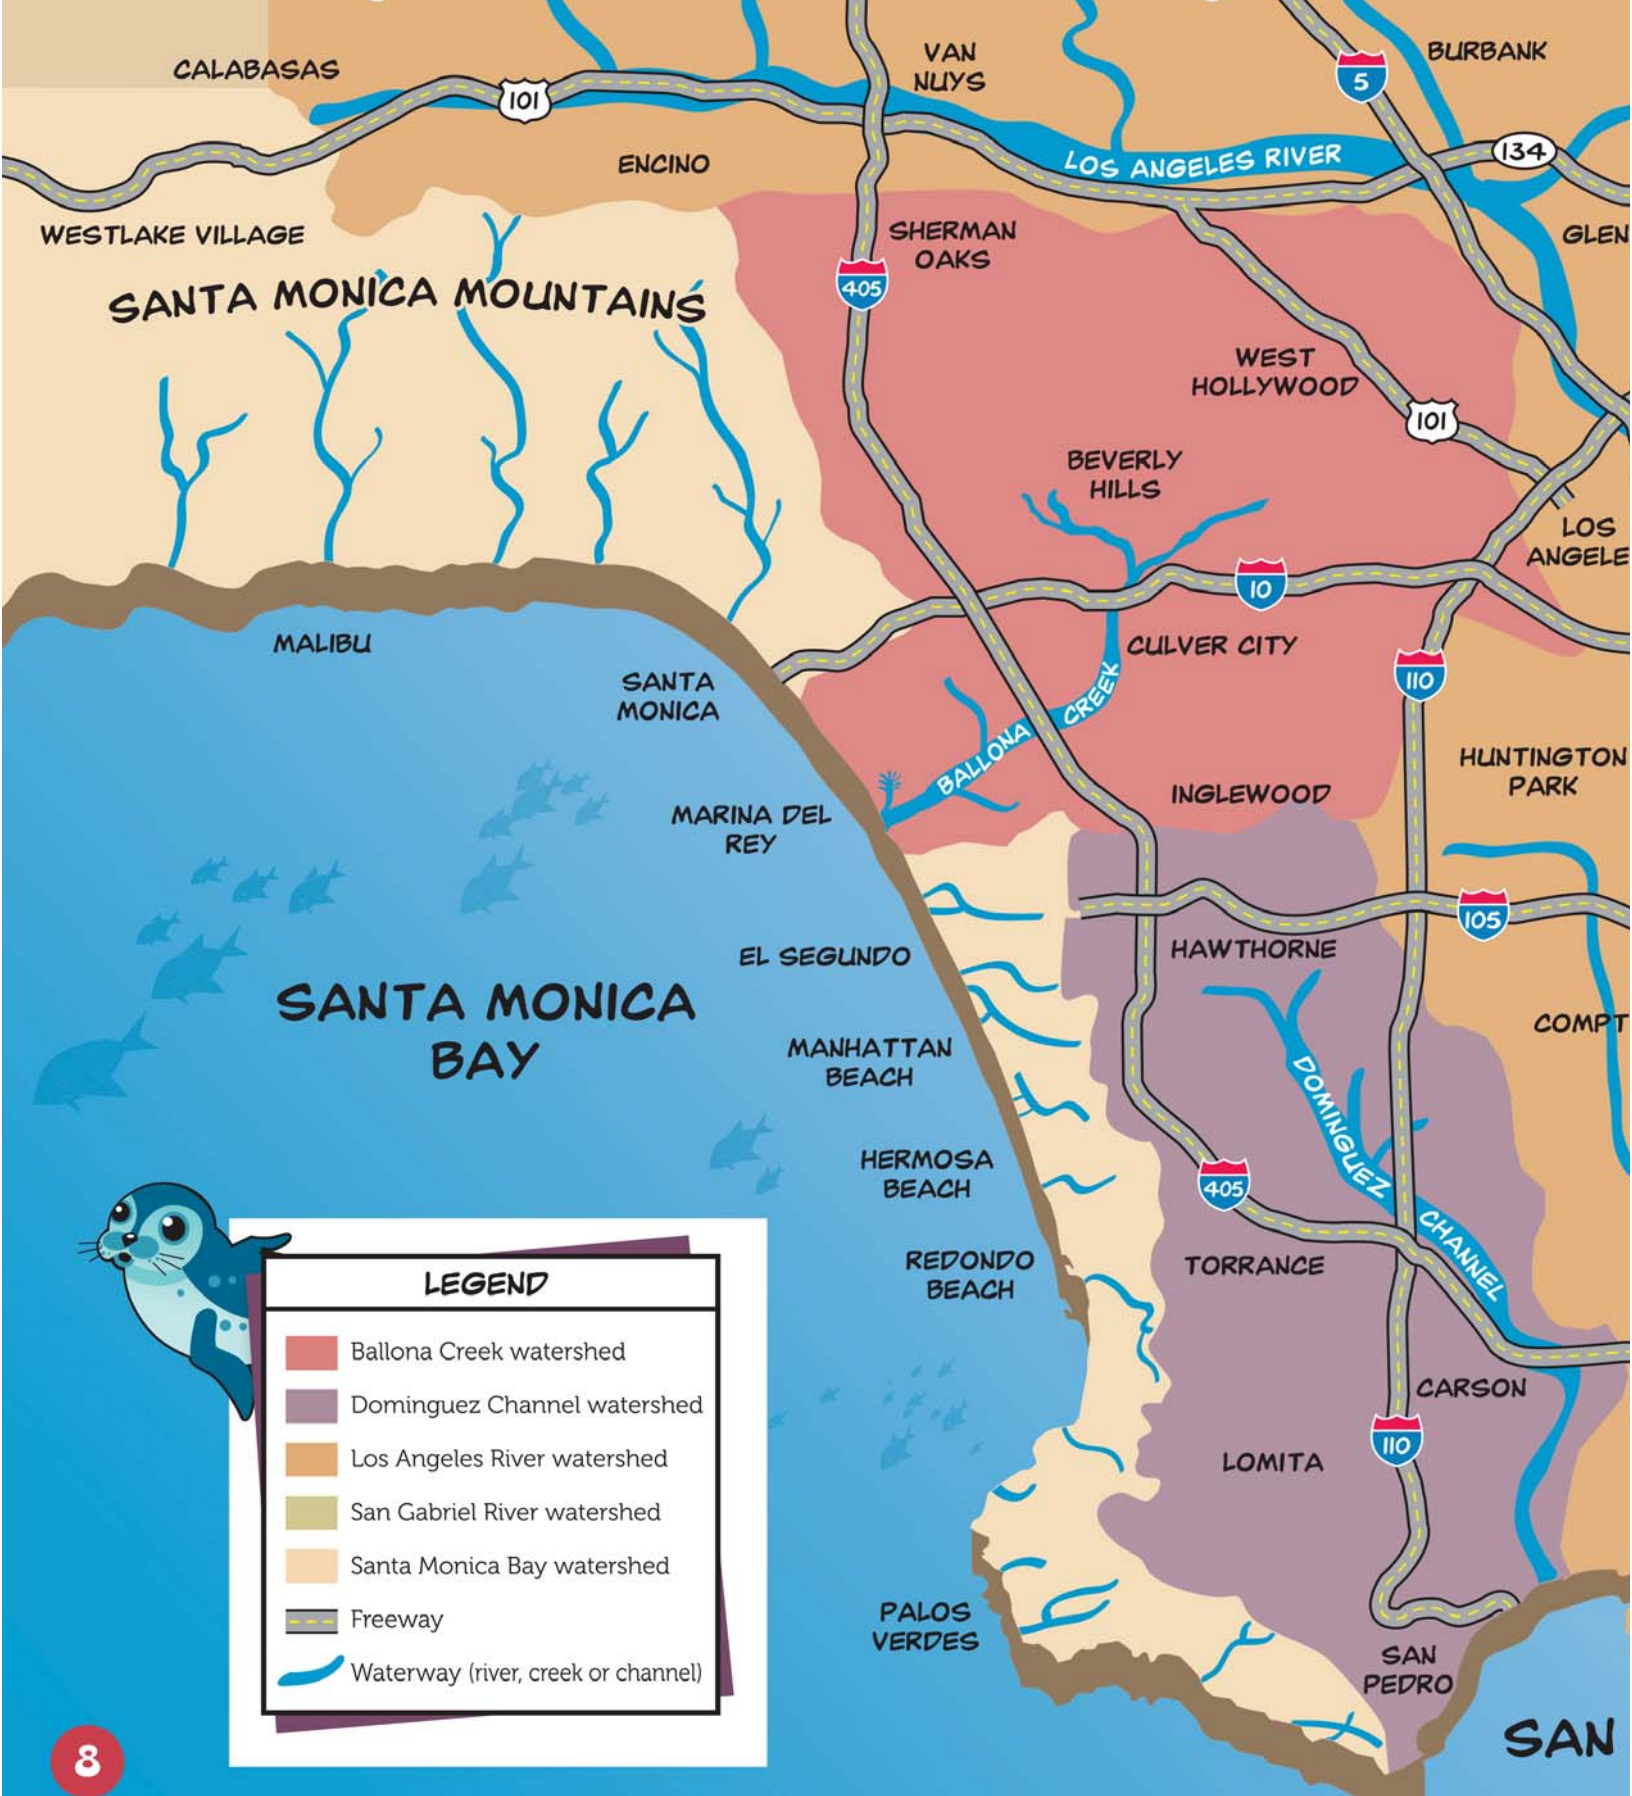 CALABASAS
101
VAN
NUYS
5
BURBANK
ENCINO
LOS ANGELES RIVER
134
WESTLAKE VILLAGE
SHERMAN
OAKS
GLEN
SANTA MONICA MOUNTAINS
405
WEST
HOLLYWOOD
101
BEVERLY
HILLS
LOS
ANGELE
10
MALIBU
CULVER CITY
SANTA
MONICA
110
BALLONA CREEK
HUNTINGTON
PARK
INGLEWOOD
MARINA DEL
REY
105
EL SEGUNDO
HAWTHORNE
SANTA MONICA
BAY
COMPT
MANHATTAN
BEACH
DOMINGUEZ CHANNEL
HERMOSA
BEACH
405
REDONDO
BEACH
TORRANCE
CARSON
110
LOMITA
PALOS
VERDES
SAN
PEDRO
SAN
LEGEND
Ballona Creek watershed
Dominguez Channel watershed
Los Angeles River watershed
San Gabriel River watershed
Santa Monica Bay watershed
Freeway
Waterway (river, creek or channel)
8